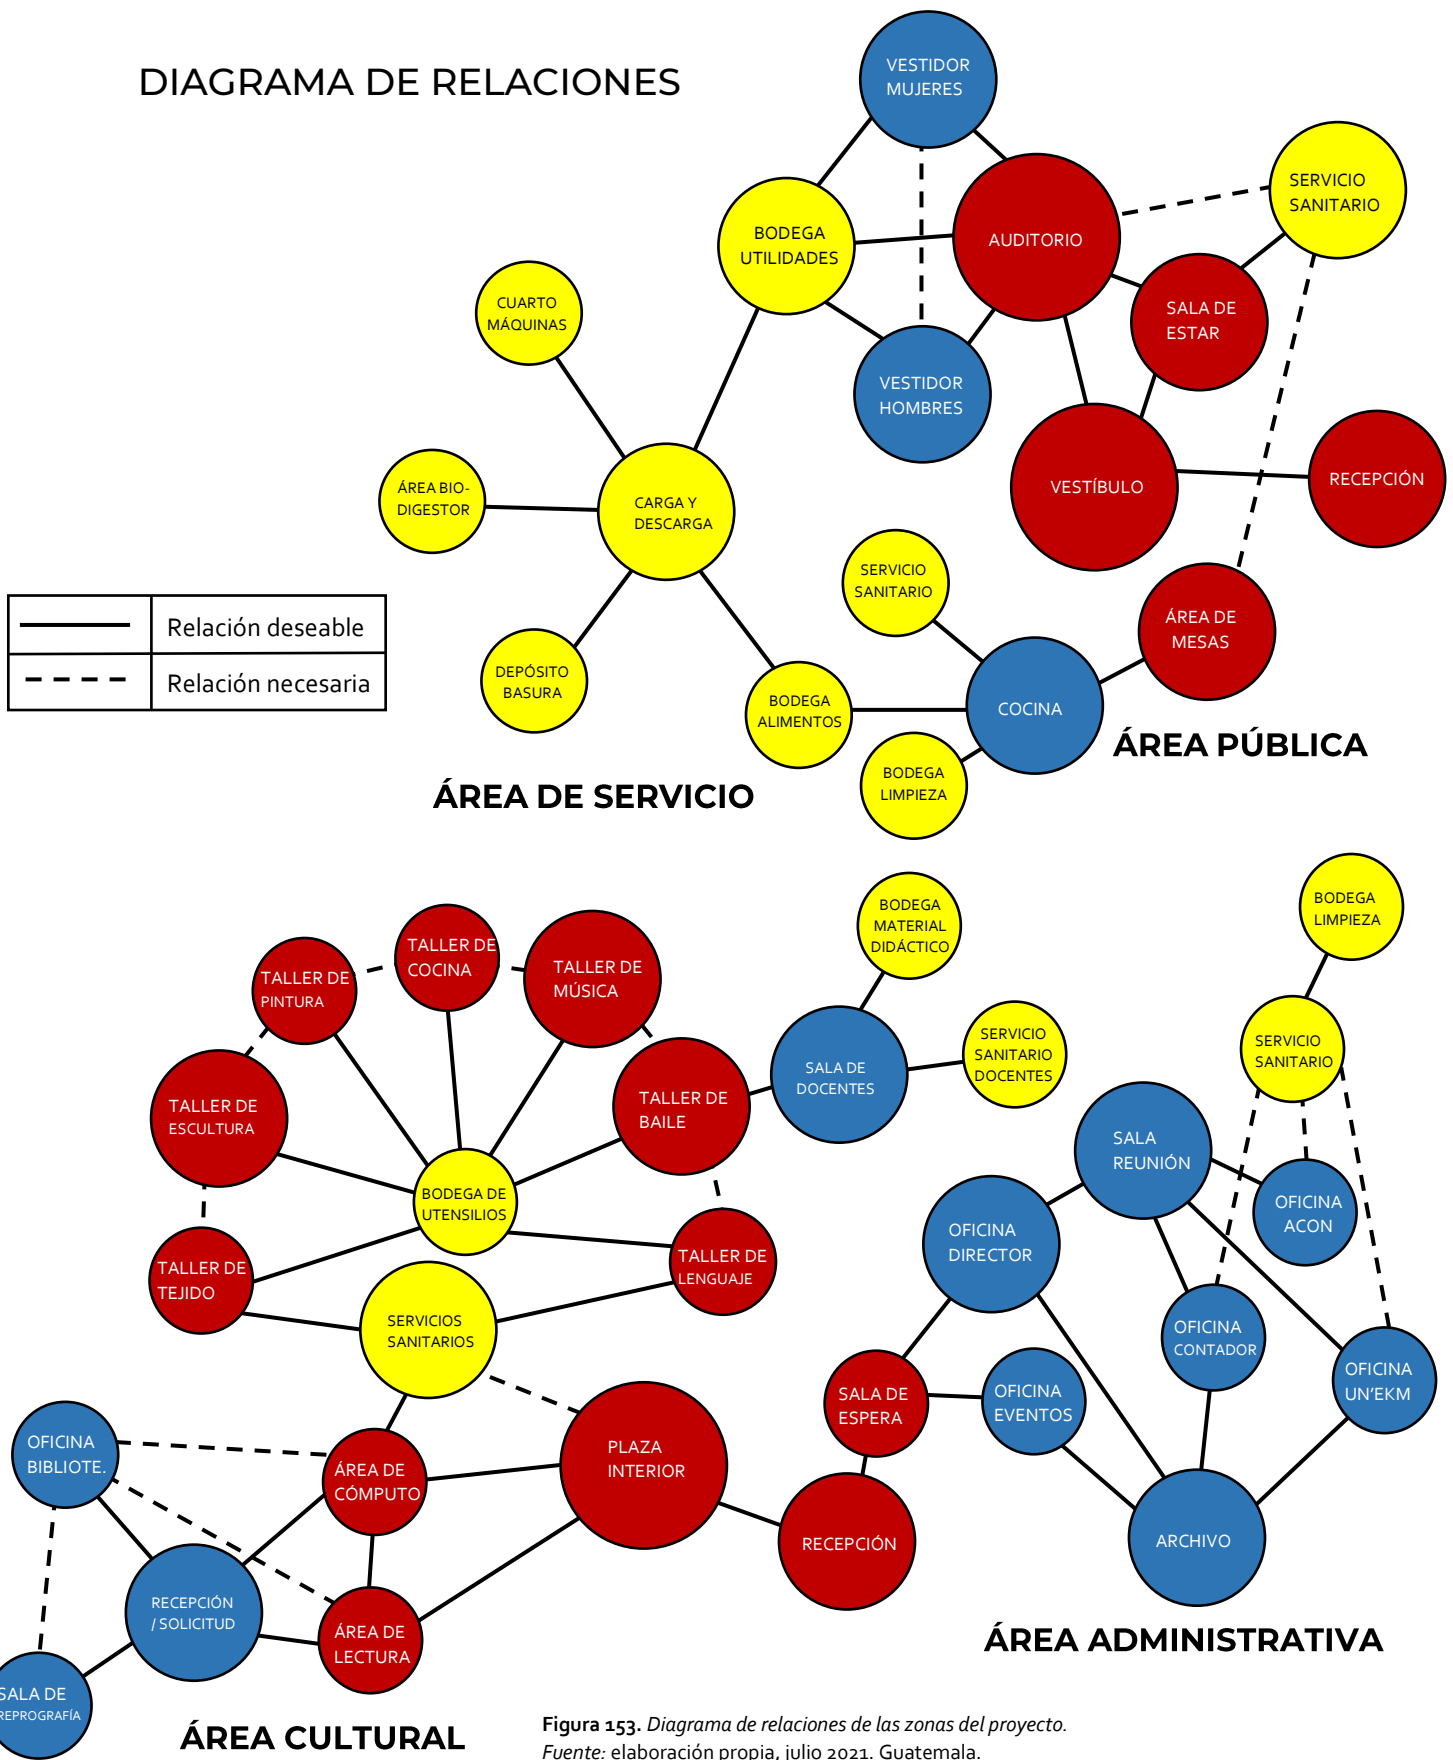 DIAGRAMA DE RELACIONES
VESTIDOR
MUJERES
SERVICIO
SANITARIO
BODEGA
UTILIDADES
AUDITORIO
CUARTO
MÁQUINAS
SALA DE
ESTAR
VESTIDOR
HOMBRES
ÁREA BIO-
DIGESTOR
CARGA Y
DESCARGA
VESTÍBULO
RECEPCIÓN
SERVICIO
SANITARIO
ÁREA DE
MESAS
Relación deseable
Relación necesaria
DEPÓSITO
BASURA
BODEGA
ALIMENTOS
COCINA
BODEGA
LIMPIEZA
ÁREA PÚBLICA
ÁREA DE SERVICIO
BODEGA
MATERIAL
DIDÁCTICO
BODEGA
LIMPIEZA
TALLER DE
COCINA
TALLER DE
PINTURA
TALLER DE
MÚSICA
SERVICIO
SANITARIO
DOCENTES
SERVICIO
SANITARIO
SALA DE
DOCENTES
TALLER DE
ESCULTURA
TALLER DE
BAILE
SALA
REUNIÓN
BODEGA DE
UTENSILIOS
OFICINA
ACON
OFICINA
DIRECTOR
TALLER DE
TEJIDO
TALLER DE
LENGUAJE
SERVICIOS
SANITARIOS
OFICINA
CONTADOR
OFICINA
UN’EKM
SALA DE
ESPERA
OFICINA
EVENTOS
OFICINA
BIBLIOTE.
PLAZA
INTERIOR
ÁREA DE
CÓMPUTO
RECEPCIÓN
ARCHIVO
RECEPCIÓN
/ SOLICITUD
ÁREA DE
LECTURA
ÁREA ADMINISTRATIVA
SALA DE
REPROGRAFÍA
ÁREA CULTURAL
Figura 153. Diagrama de relaciones de las zonas del proyecto.
Fuente: elaboración propia, julio 2021. Guatemala.